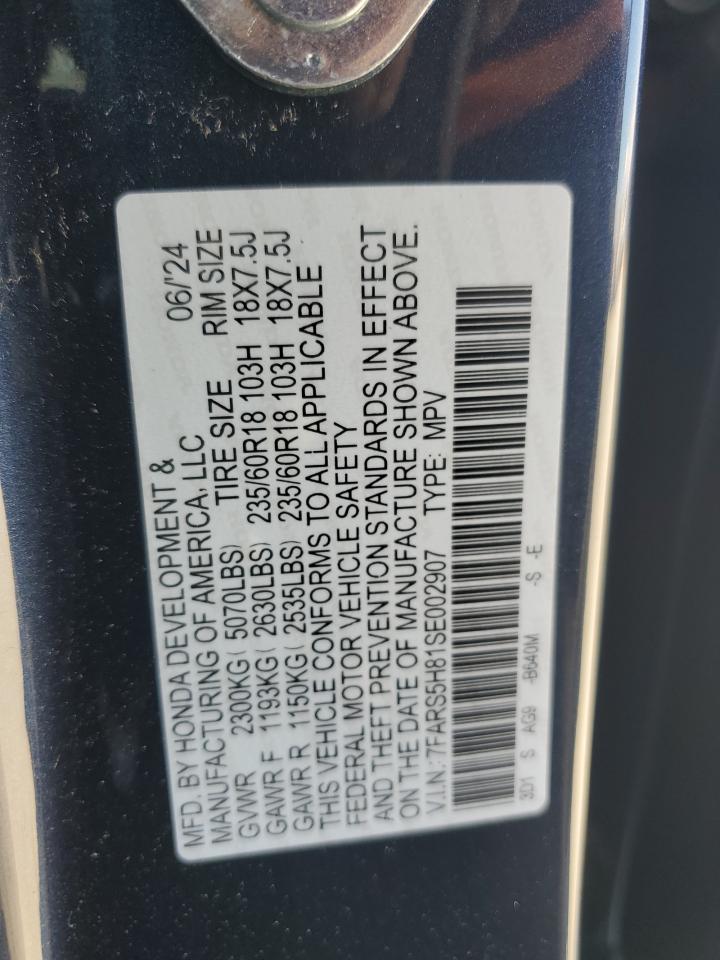 MFD. BY HONDA DEVELOPMENT &
MANUFACTURING OF AMERICA, LLC 06/'24
GVWR 2300KG( 5070LBS) TIRE SIZE RIM SIZE
GAWR F 1193KG( 2630LBS) 235/60R18 103H 18X7.5J
GAWR R 1150KG( 2535LBS) 235/60R18 103H 18X7.5J
THIS VEHICLE CONFORMS TO ALL APPLICABLE
FEDERAL MOTOR VEHICLE SAFETY
AND THEFT PREVENTION STANDARDS IN EFFECT
ON THE DATE OF MANUFACTURE SHOWN ABOVE.
V.I.N.: 7FARS5H81SE002907 TYPE: MPV
3D1 S AG9 -B640M -S -E